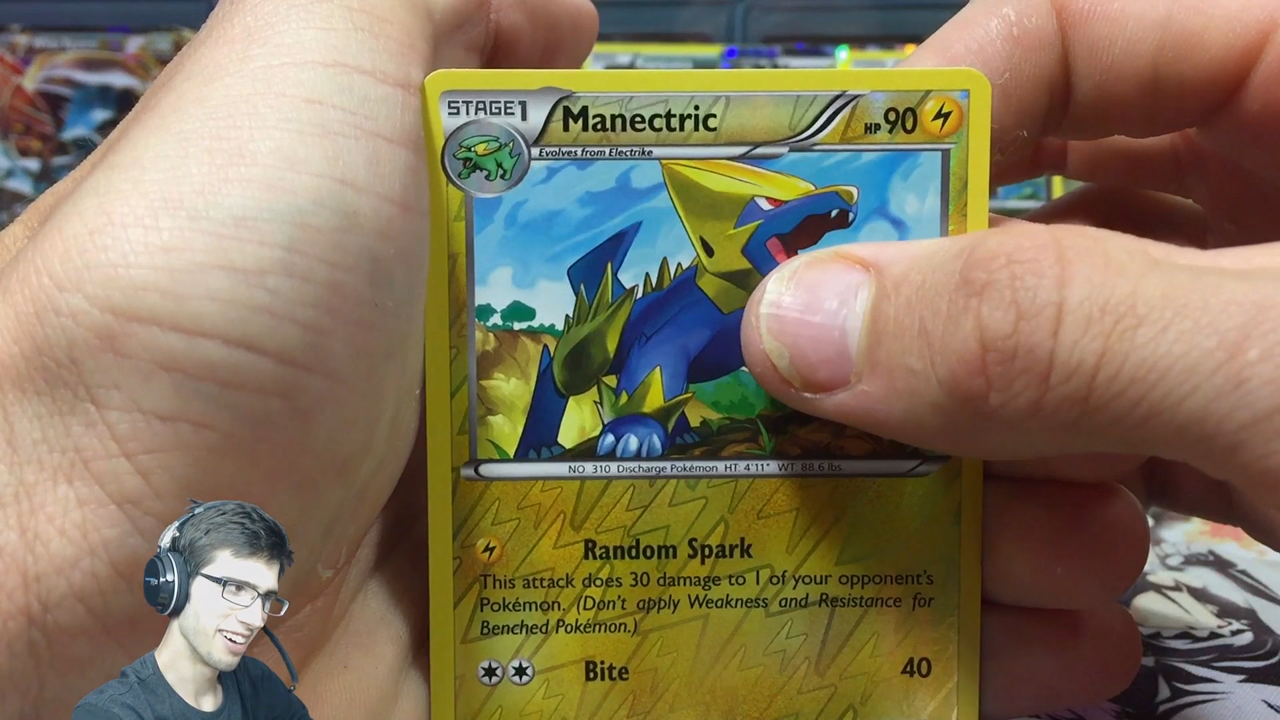 STAGE1 Manectric HP 90
Evolves from Electrike
NO 310 Discharge Pokémon HT: 4'11" WT: 88.6 lbs.
Random Spark
This attack does 30 damage to 1 of your opponent's
Pokémon. (Don't apply Weakness and Resistance for
Benched Pokémon.)
Bite 40